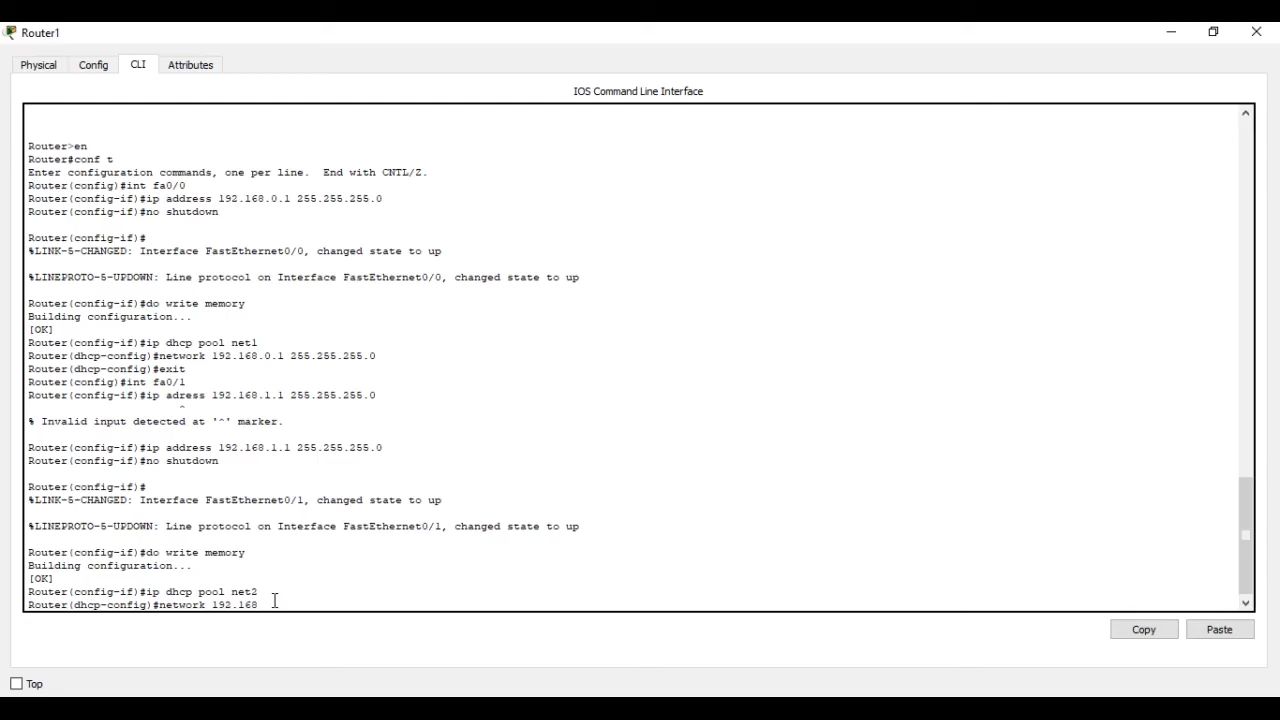 Router1
Physical Config CLI Attributes
IOS Command Line Interface
Router>en
Router#conf t
Enter configuration commands, one per line.  End with CNTL/Z.
Router(config)#int fa0/0
Router(config-if)#ip address 192.168.0.1 255.255.255.0
Router(config-if)#no shutdown
Router(config-if)#
%LINK-5-CHANGED: Interface FastEthernet0/0, changed state to up
%LINEPROTO-5-UPDOWN: Line protocol on Interface FastEthernet0/0, changed state to up
Router(config-if)#do write memory
Building configuration...
[OK]
Router(config-if)#ip dhcp pool net1
Router(dhcp-config)#network 192.168.0.1 255.255.255.0
Router(dhcp-config)#exit
Router(config)#int fa0/1
Router(config-if)#ip adress 192.168.1.1 255.255.255.0
^
% Invalid input detected at '^' marker.
Router(config-if)#ip address 192.168.1.1 255.255.255.0
Router(config-if)#no shutdown
Router(config-if)#
%LINK-5-CHANGED: Interface FastEthernet0/1, changed state to up
%LINEPROTO-5-UPDOWN: Line protocol on Interface FastEthernet0/1, changed state to up
Router(config-if)#do write memory
Building configuration...
[OK]
Router(config-if)#ip dhcp pool net2
Router(dhcp-config)#network 192.168
Copy Paste
Top